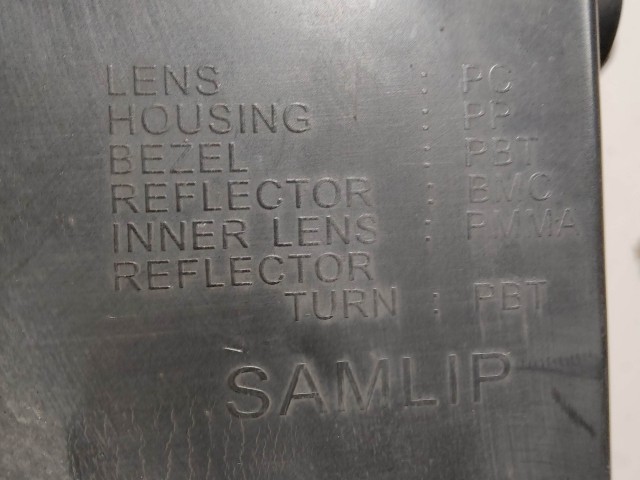 LENS : PC
HOUSING : PP
BEZEL : PBT
REFLECTOR : BMC
INNER LENS : PMMA
REFLECTOR
TURN : PBT
SAMLIP